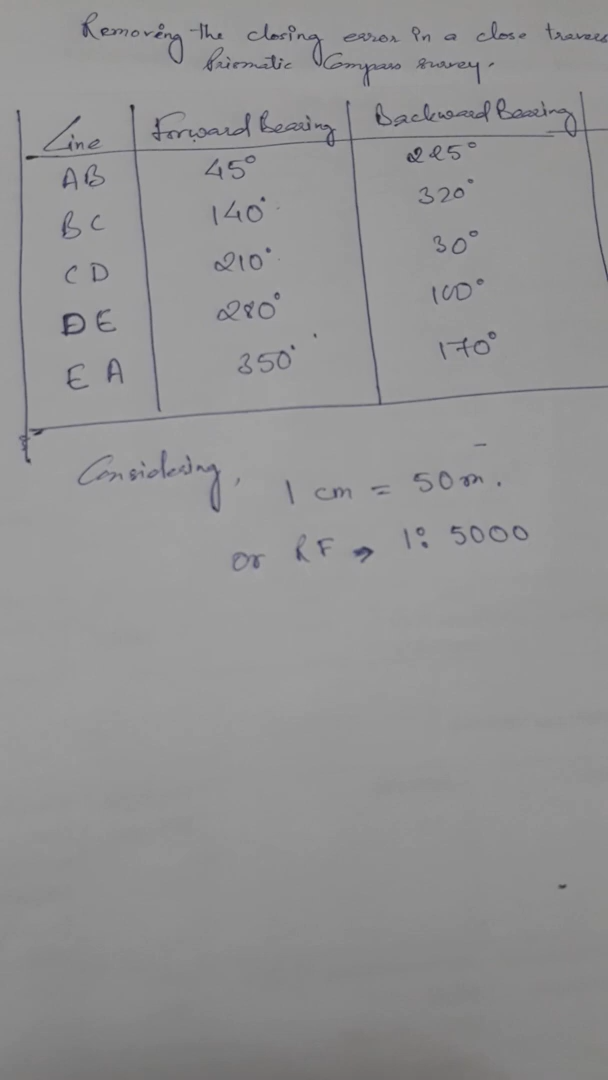 Removing the closing error in a close travers
Prismatic Compass survey.
Line Forward Bearing Backward Bearing
AB 45° 225°
BC 140° 320°
CD 210° 30°
DE 280° 100°
EA 350° 170°
Considering, 1 cm = 50 m.
or RF → 1: 5000